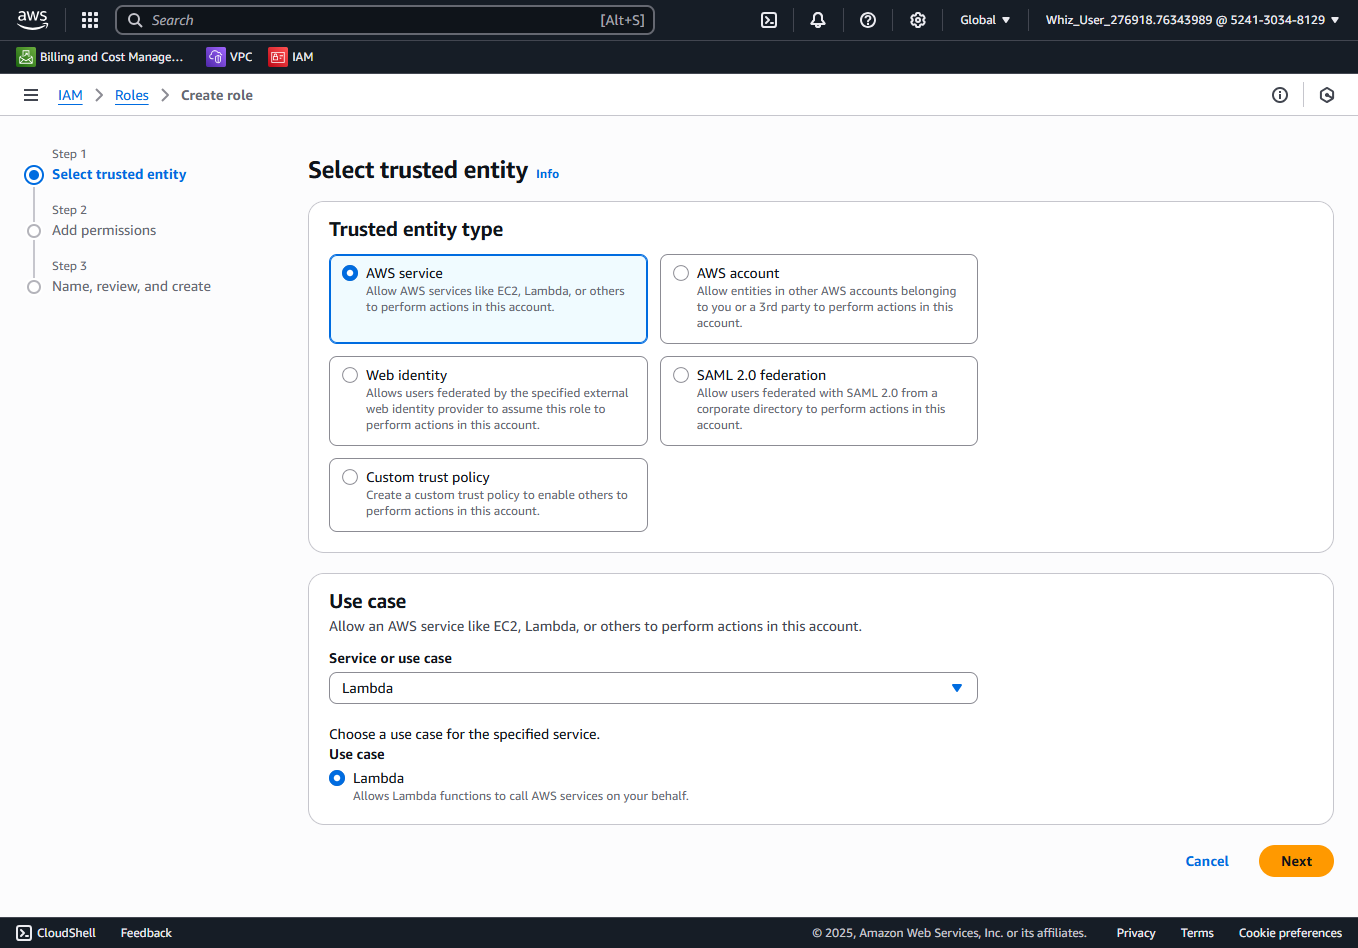 aws
Search [Alt+S]
Global
Whiz_User_276918.76343989 @ 5241-3034-8129
Billing and Cost Manage...
VPC
IAM
IAM
Roles
Create role
Step 1
Select trusted entity
Step 2
Add permissions
Step 3
Name, review, and create
Select trusted entity Info
Trusted entity type
AWS service
Allow AWS services like EC2, Lambda, or others
to perform actions in this account.
AWS account
Allow entities in other AWS accounts belonging
to you or a 3rd party to perform actions in this
account.
Web identity
Allows users federated by the specified external
web identity provider to assume this role to
perform actions in this account.
SAML 2.0 federation
Allow users federated with SAML 2.0 from a
corporate directory to perform actions in this
account.
Custom trust policy
Create a custom trust policy to enable others to
perform actions in this account.
Use case
Allow an AWS service like EC2, Lambda, or others to perform actions in this account.
Service or use case
Lambda
Choose a use case for the specified service.
Use case
Lambda
Allows Lambda functions to call AWS services on your behalf.
Cancel
Next
CloudShell
Feedback
© 2025, Amazon Web Services, Inc. or its affiliates.
Privacy
Terms
Cookie preferences